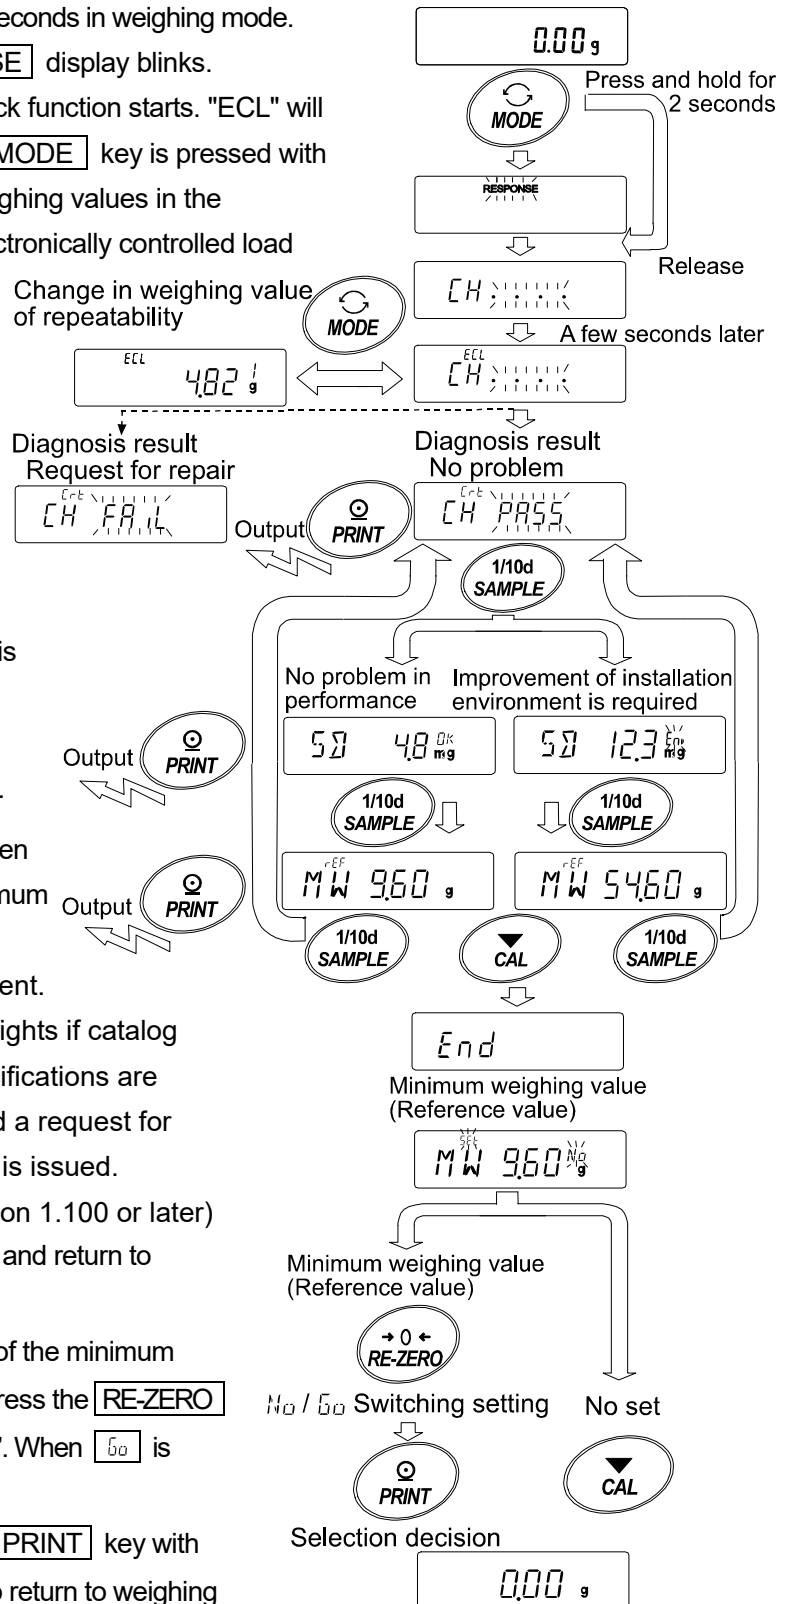 econds in weighing mode.
0.00 g
SE display blinks.
Press and hold for
2 seconds
MODE
ck function starts. "ECL" will
MODE key is pressed with
RESPONSE
ghing values in the
ctronically controlled load
Release
Change in weighing value
of repeatability
MODE
CH
A few seconds later
ECL
4.82 g
ECL
CH
Diagnosis result
Request for repair
Diagnosis result
No problem
Crt
CH FAiL
Output
PRINT
Crt
CH PASS
1/10d
SAMPLE
is
No problem in
performance
Improvement of installation
environment is required
Output
PRINT
SD 4.8 OK mg
SD 12.3 mg
.
1/10d
SAMPLE
1/10d
SAMPLE
en
mum
Output
PRINT
rEF
MW 9.60 g
rEF
MW 54.60 g
1/10d
SAMPLE
CAL
1/10d
SAMPLE
ent.
ights if catalog
cifications are
d a request for
is issued.
on 1.100 or later)
and return to
End
Minimum weighing value
(Reference value)
SEt
MW 9.60 No g
Minimum weighing value
(Reference value)
→0←
RE-ZERO
of the minimum
ress the RE-ZERO
No / Go Switching setting
No set
". When Go is
PRINT
CAL
Selection decision
PRINT key with
o return to weighing
0.00 g